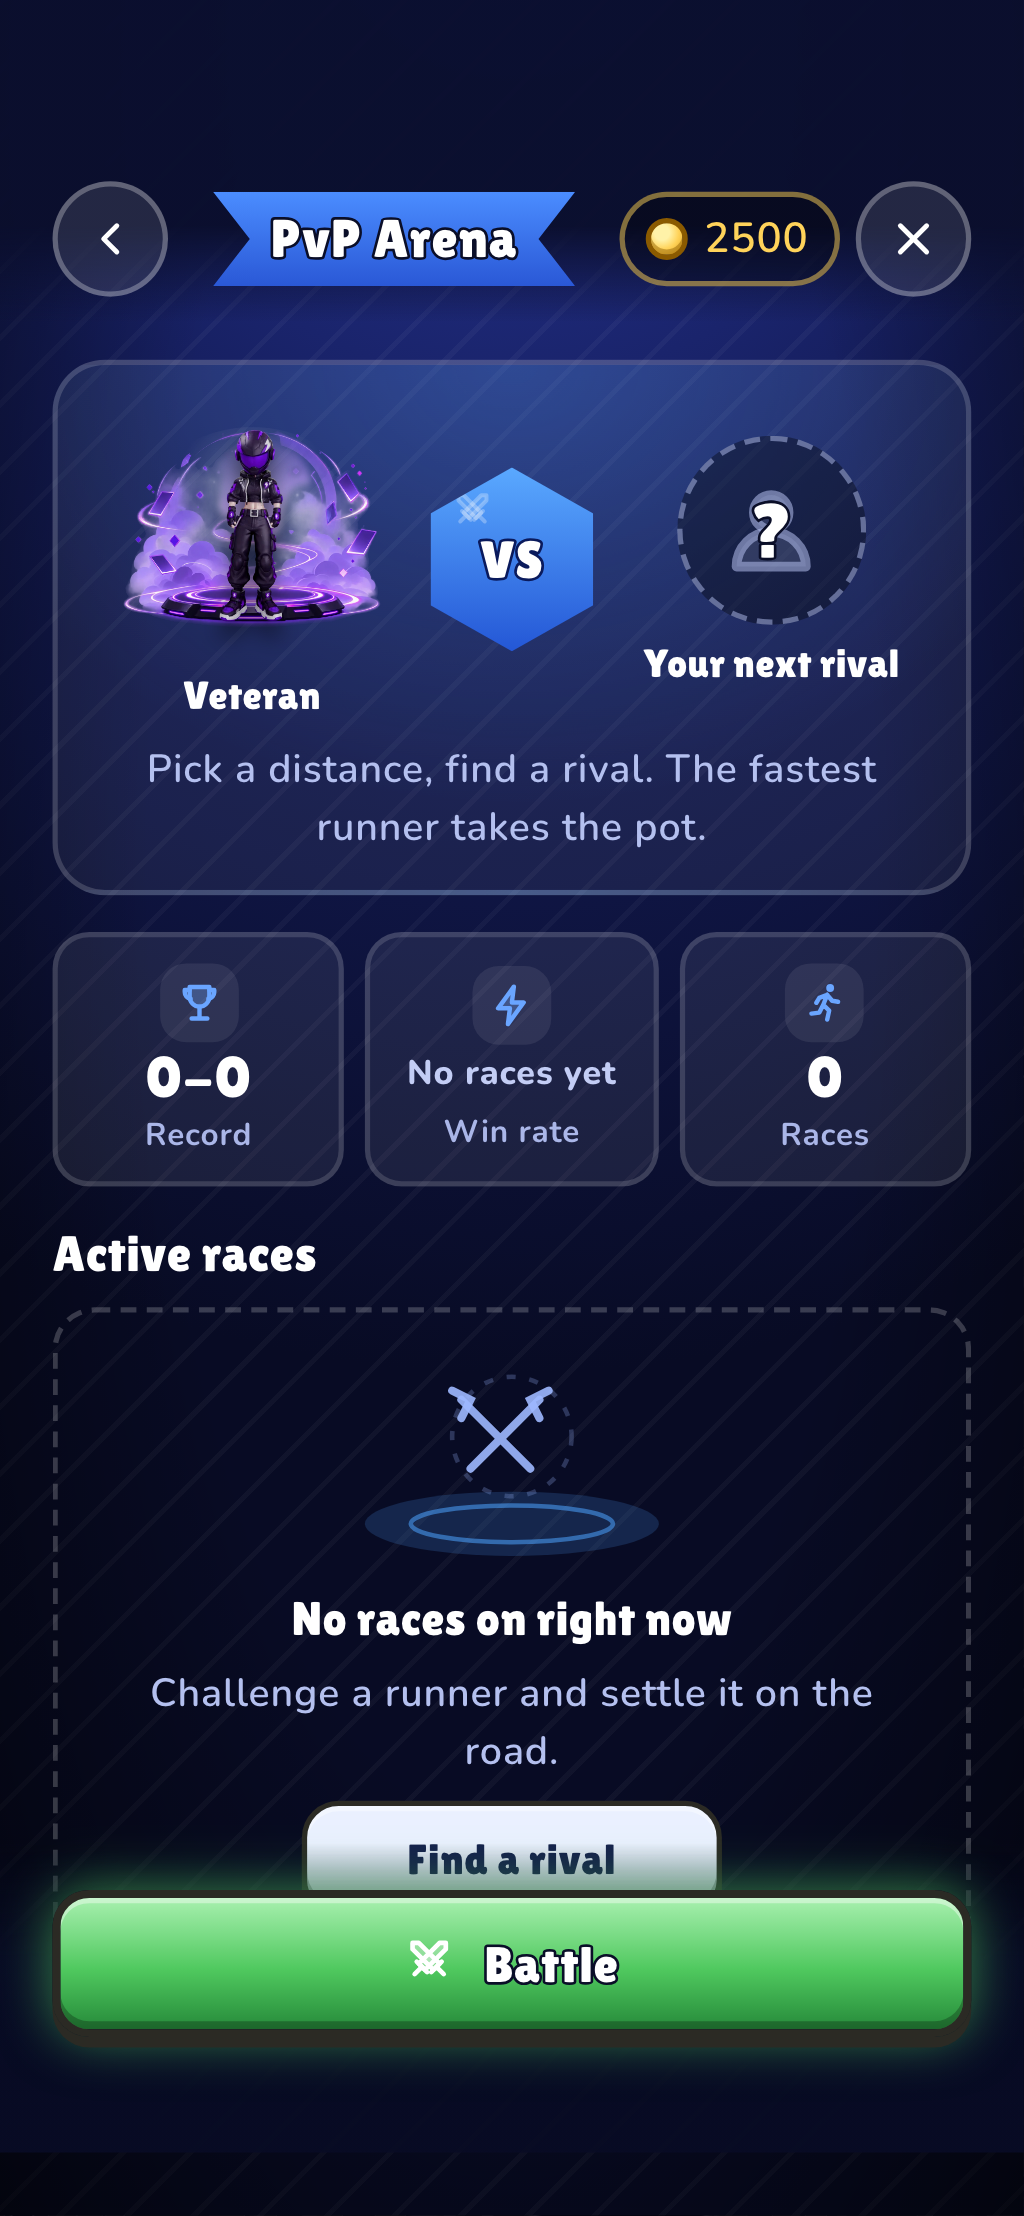 PvP Arena
2500
VS
?
Your next rival
Veteran
Pick a distance, find a rival. The fastest
runner takes the pot.
0–0
Record
No races yet
Win rate
0
Races
Active races
No races on right now
Challenge a runner and settle it on the
road.
Find a rival
Battle